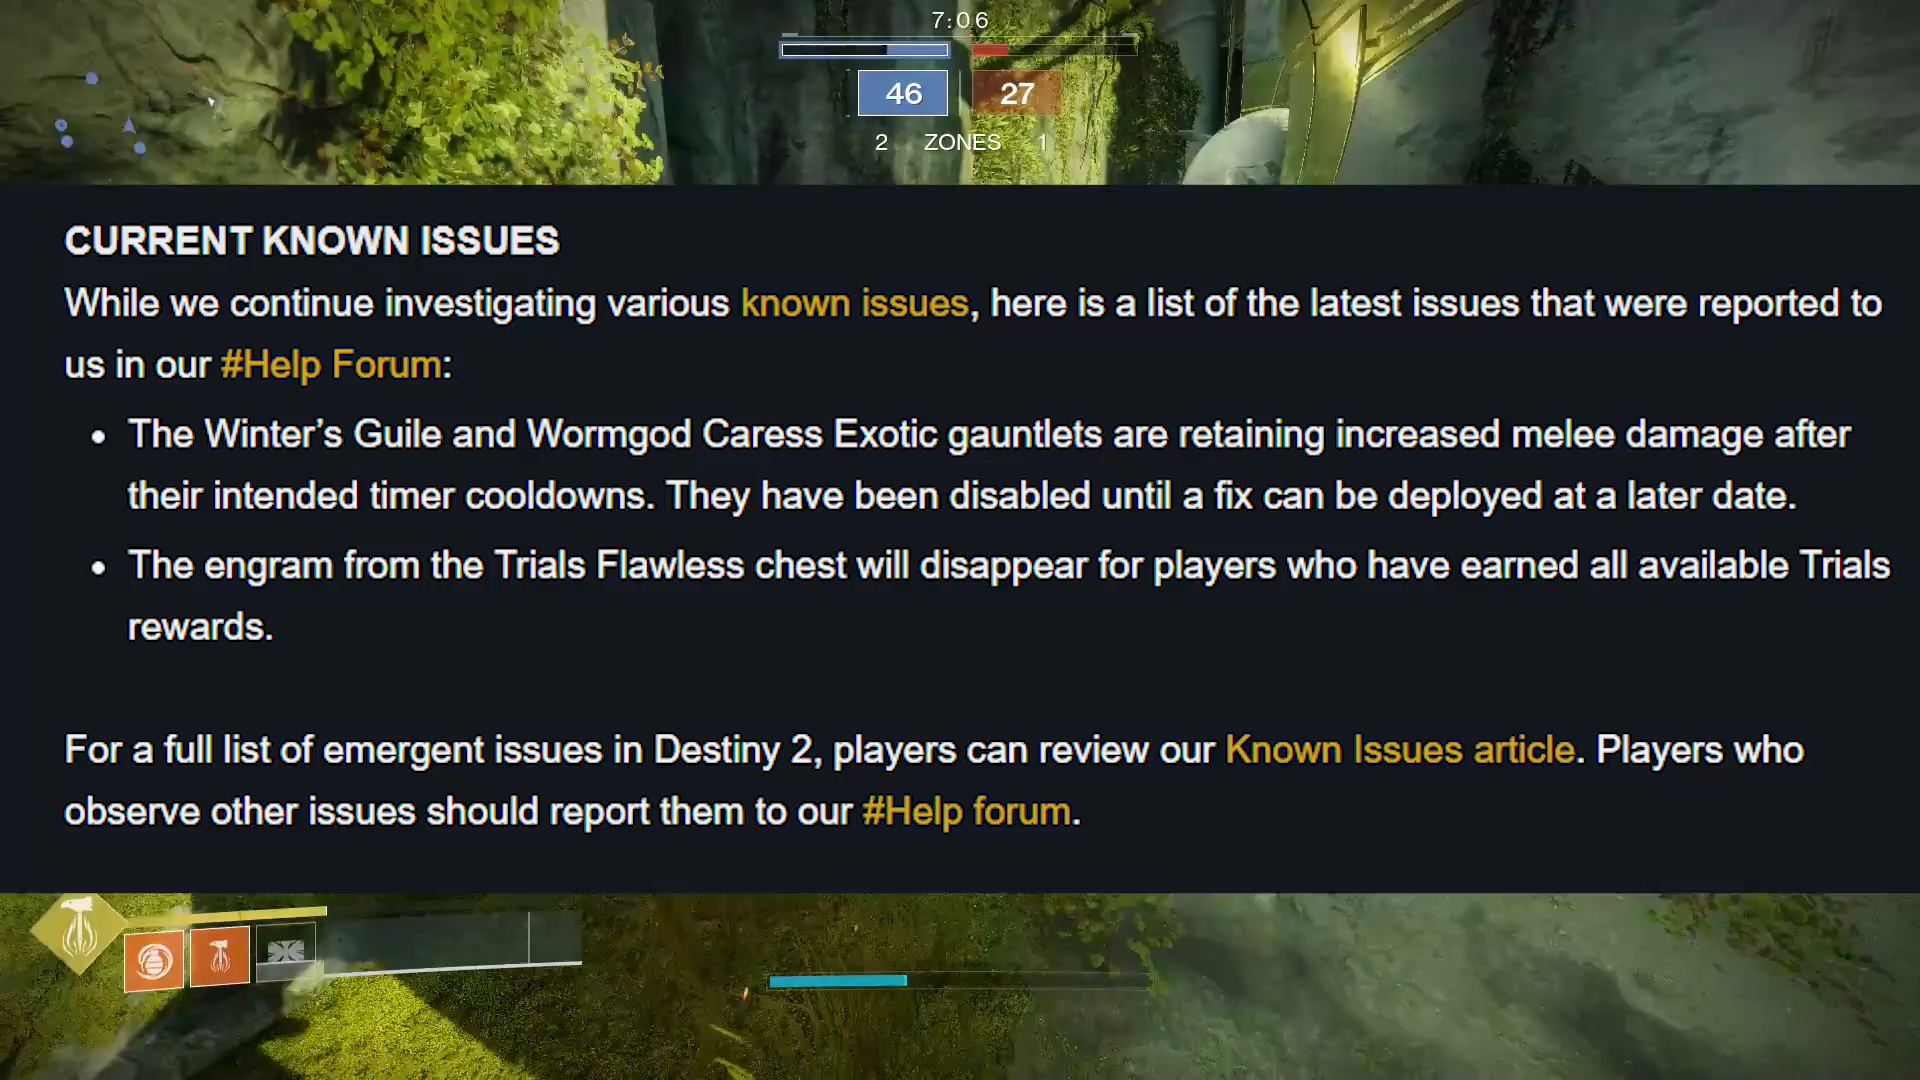 7:06
46 27
2 ZONES 1
CURRENT KNOWN ISSUES
While we continue investigating various known issues, here is a list of the latest issues that were reported to
us in our #Help Forum:
• The Winter’s Guile and Wormgod Caress Exotic gauntlets are retaining increased melee damage after
their intended timer cooldowns. They have been disabled until a fix can be deployed at a later date.
• The engram from the Trials Flawless chest will disappear for players who have earned all available Trials
rewards.
For a full list of emergent issues in Destiny 2, players can review our Known Issues article. Players who
observe other issues should report them to our #Help forum.